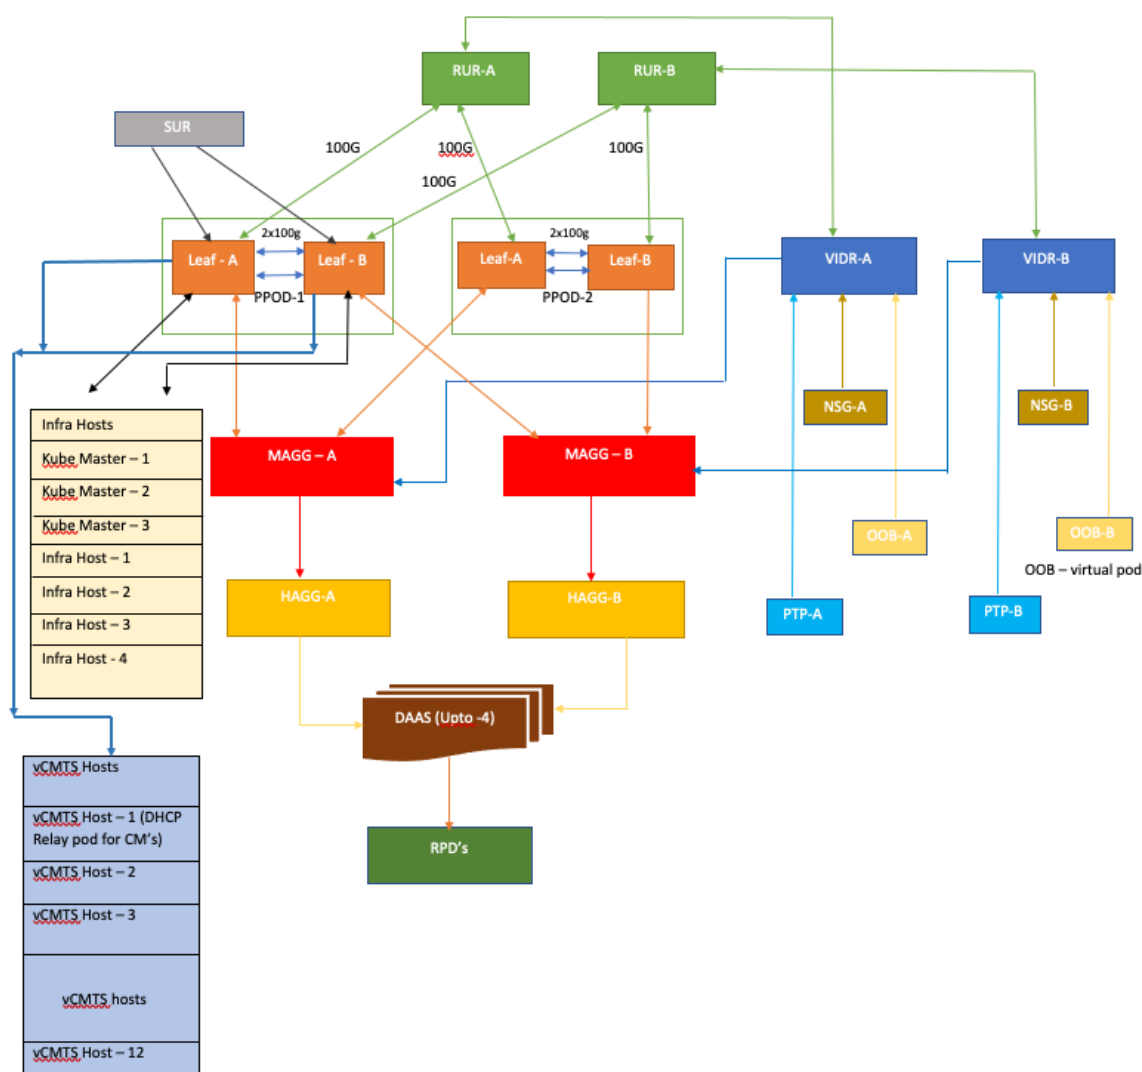 RUR-A
RUR-B
SUR
100G
100G
100G
100G
2x100g
2x100g
Leaf - A
Leaf - B
Leaf-A
Leaf-B
VIDR-A
VIDR-B
PPOD-1
PPOD-2
NSG-A
NSG-B
Infra Hosts
Kube Master – 1
Kube Master – 2
Kube Master – 3
Infra Host – 1
Infra Host – 2
Infra Host – 3
Infra Host - 4
MAGG – A
MAGG – B
OOB-A
OOB-B
OOB – virtual pod
HAGG-A
HAGG-B
PTP-A
PTP-B
DAAS (Upto -4)
RPD's
vCMTS Hosts
vCMTS Host – 1 (DHCP
Relay pod for CM's)
vCMTS Host – 2
vCMTS Host – 3
vCMTS hosts
vCMTS Host – 12